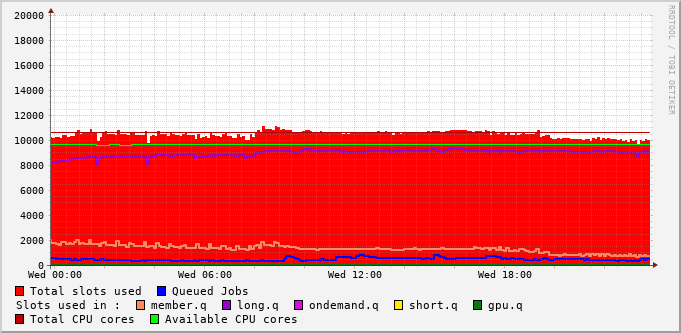 20000
18000
16000
14000
12000
10000
8000
6000
4000
2000
0
Wed 00:00 Wed 06:00 Wed 12:00 Wed 18:00
Total slots used Queued Jobs
Slots used in : member.q long.q ondemand.q short.q gpu.q
Total CPU cores Available CPU cores
RRDTOOL / TOBI OETIKER